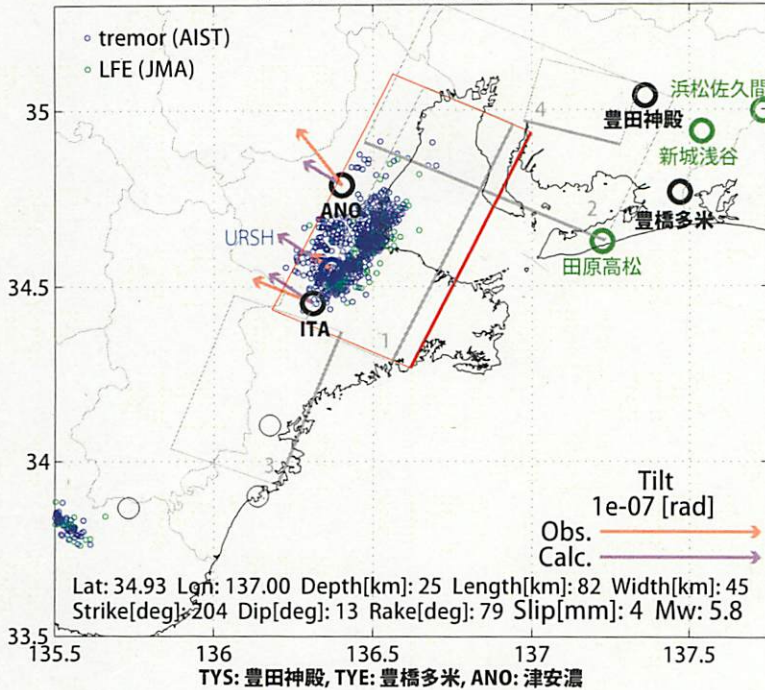 tremor (AIST)
LFE (JMA)
浜松佐久間
35
4
豊田神殿
新城浅谷
ANO
2
豊橋多米
URSH
田原高松
34.5
ITA
1
34
3
Tilt
1e-07 [rad]
Obs.
Calc.
Lat: 34.93 Lon: 137.00 Depth[km]: 25 Length[km]: 82 Width[km]: 45
Strike[deg]: 204 Dip[deg]: 13 Rake[deg]: 79 Slip[mm]: 4 Mw: 5.8
33.5
135.5 136 136.5 137 137.5
TYS: 豊田神殿, TYE: 豊橋多米, ANO: 津安濃